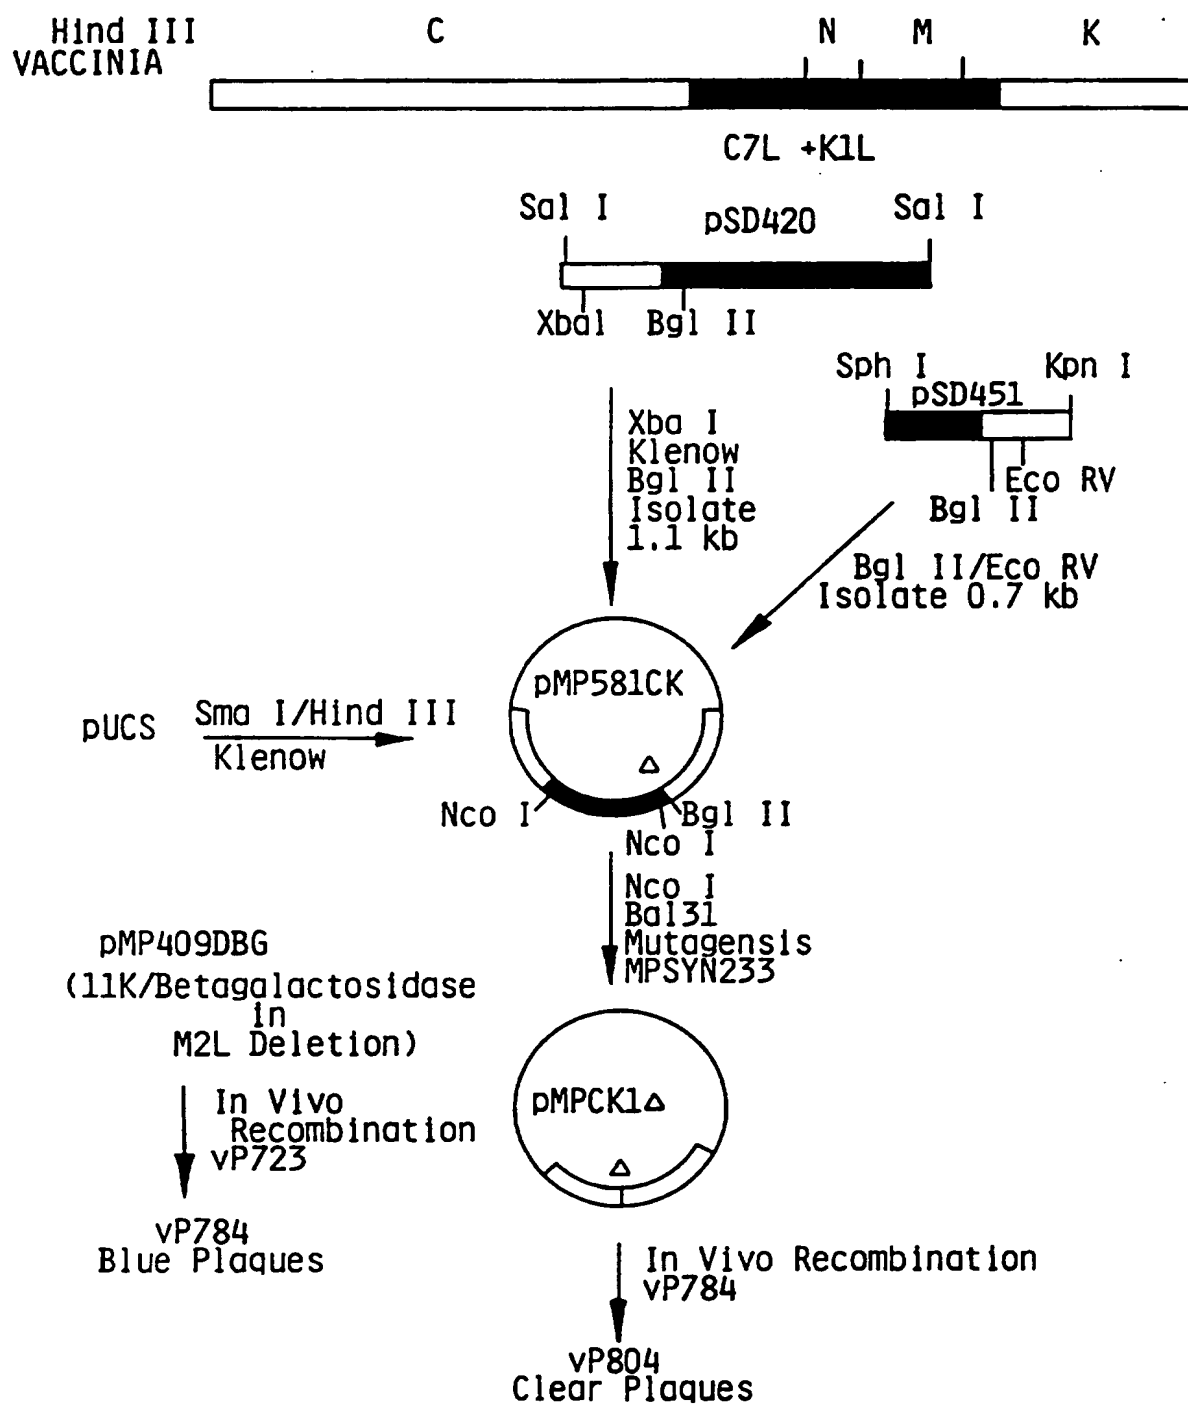 Hind III C N M K
VACCINIA
C7L +K1L
Sal I pSD420 Sal I
XbaI Bgl II
Sph I Kpn I
pSD451
Eco RV
Bgl II
Xba I
Klenow
Bgl II
Isolate
1.1 kb
Bgl II/Eco RV
Isolate 0.7 kb
pMP581CK
pUCS
Sma I/Hind III
Klenow
Δ
Nco I
Bgl II
Nco I
Nco I
Bal31
Mutagensis
MPSYN233
pMP409DBG
(11K/Betagalactosidase
in
M2L Deletion)
In Vivo
Recombination
vP723
vP784
Blue Plaques
pMPCK1Δ
Δ
In Vivo Recombination
vP784
vP804
Clear Plaques